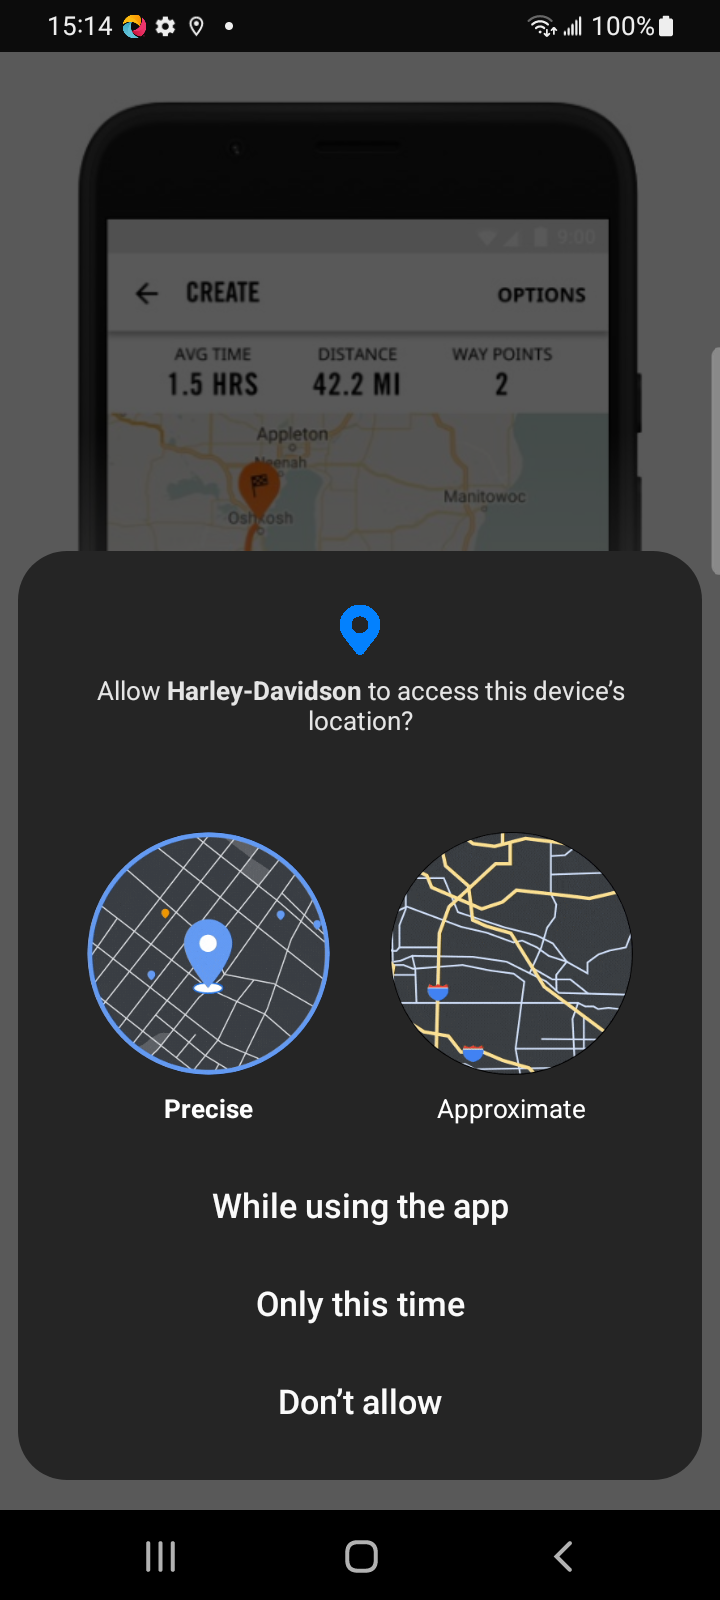 15:14
100%
9:00
CREATE
OPTIONS
AVG TIME
DISTANCE
WAY POINTS
1.5 HRS
42.2 MI
2
Appleton
Neenah
Manitowoc
Oshkosh
Allow Harley-Davidson to access this device’s
location?
Precise
Approximate
While using the app
Only this time
Don’t allow